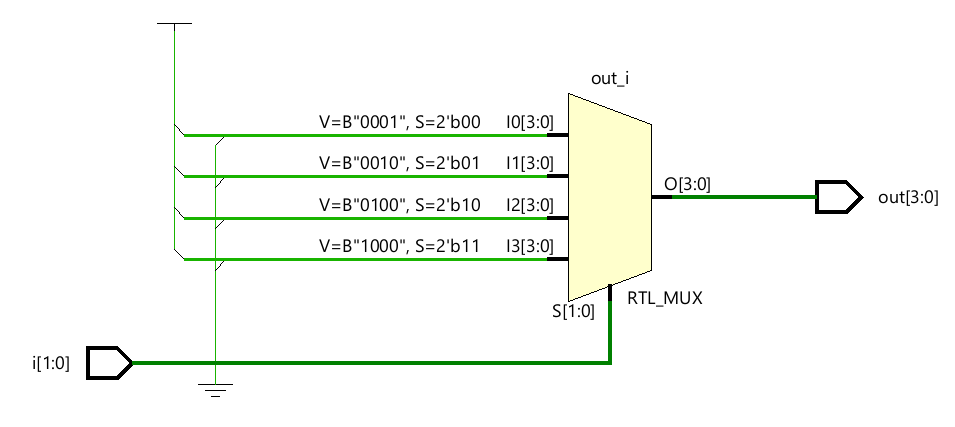 out_i
V=B"0001", S=2'b00 I0[3:0]
V=B"0010", S=2'b01 I1[3:0]
O[3:0]
out[3:0]
V=B"0100", S=2'b10 I2[3:0]
V=B"1000", S=2'b11 I3[3:0]
RTL_MUX
S[1:0]
i[1:0]